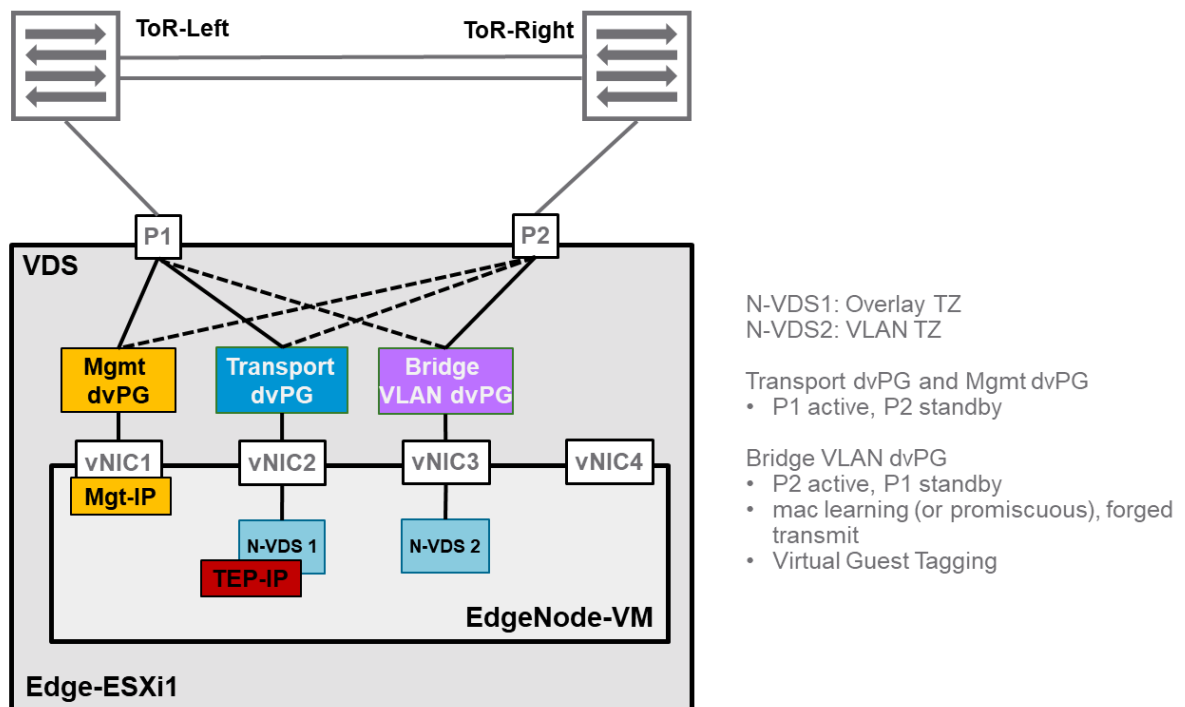 ToR-Left
ToR-Right
P1
P2
VDS
Mgmt
dvPG
Transport
dvPG
Bridge
VLAN dvPG
vNIC1
vNIC2
vNIC3
vNIC4
Mgt-IP
N-VDS 1
N-VDS 2
TEP-IP
EdgeNode-VM
Edge-ESXi1
N-VDS1: Overlay TZ
N-VDS2: VLAN TZ
Transport dvPG and Mgmt dvPG
• P1 active, P2 standby
Bridge VLAN dvPG
• P2 active, P1 standby
• mac learning (or promiscuous), forged
transmit
• Virtual Guest Tagging